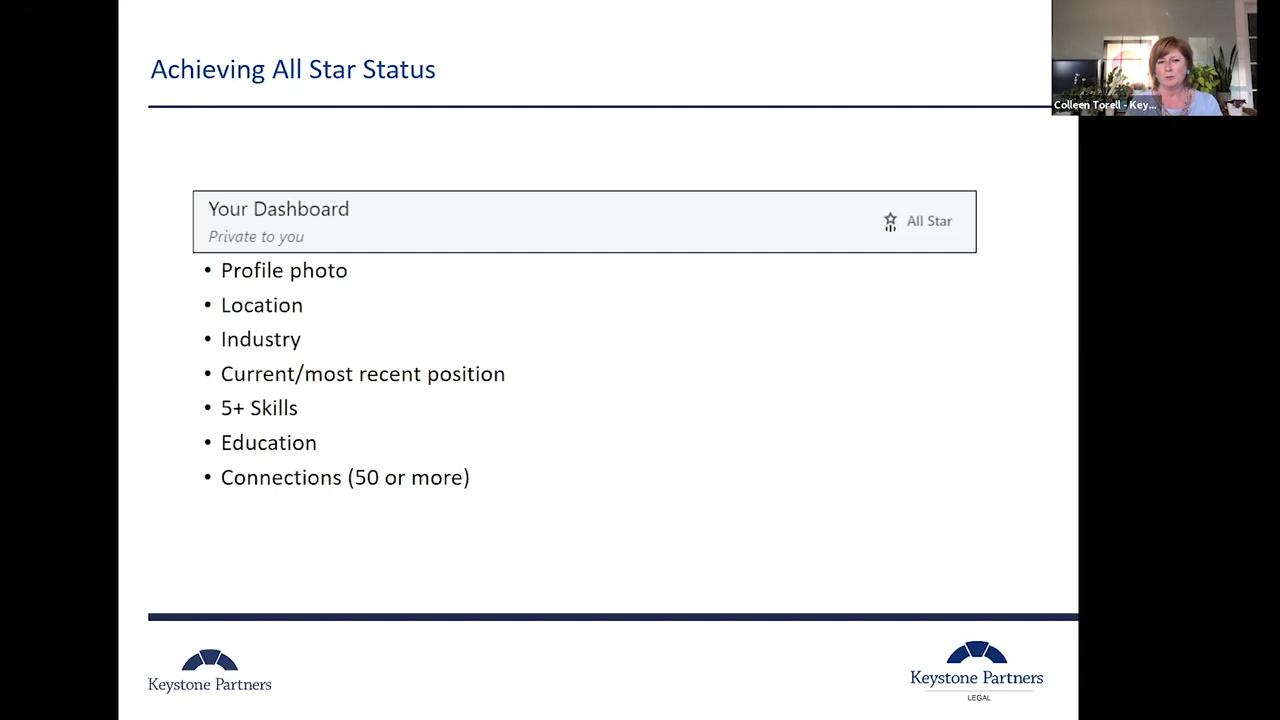 Achieving All Star Status
Colleen Torell - Key...
Your Dashboard
All Star
Private to you
• Profile photo
• Location
• Industry
• Current/most recent position
• 5+ Skills
• Education
• Connections (50 or more)
Keystone Partners
Keystone Partners
LEGAL